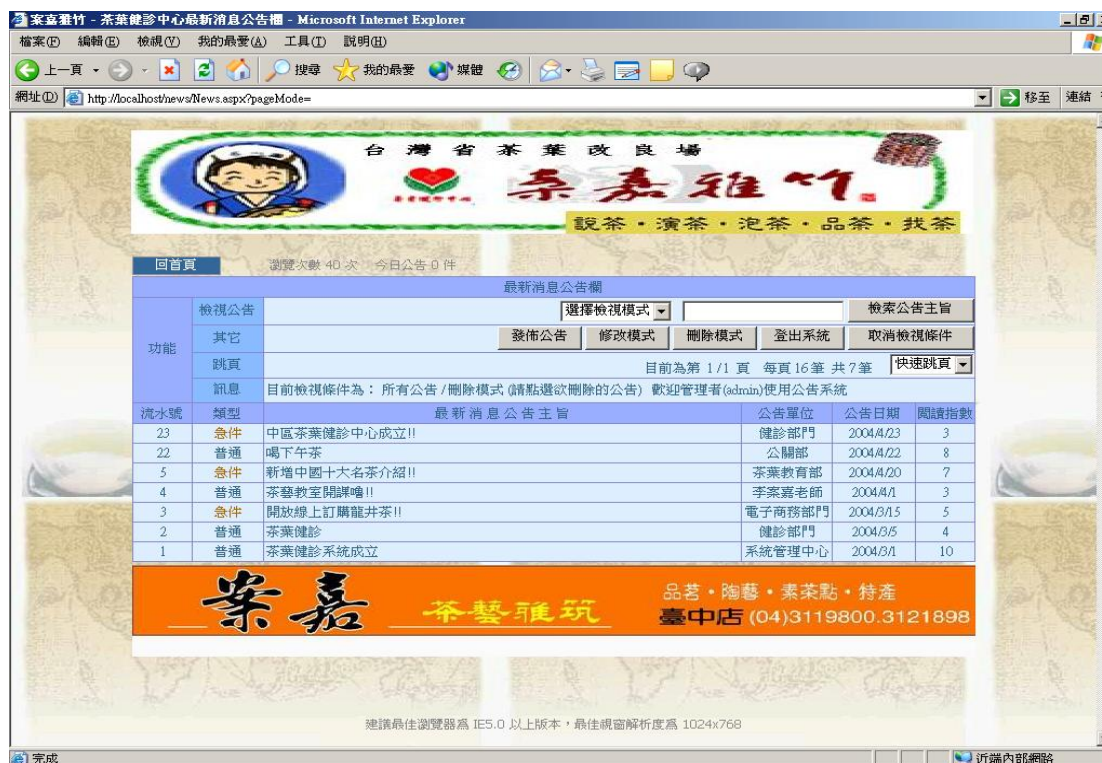 案嘉雅竹 - 茶葉健診中心最新消息公告欄 - Microsoft Internet Explorer
檔案(F) 編輯(E) 檢視(V) 我的最愛(A) 工具(T) 說明(H)
上一頁 搜尋 我的最愛 媒體
網址(D) http://localhost/news/News.aspx?pageMode= 移至 連結
台灣省茶葉改良場
案嘉雅竹
說茶・演茶・泡茶・品茶・找茶
回首頁 瀏覽次數 40 次 今日公告 0 件
最新消息公告欄
功能
檢視公告 選擇檢視模式 檢索公告主旨
其它 發佈公告 修改模式 刪除模式 登出系統 取消檢視條件
跳頁 目前為第 1/1 頁 每頁16筆 共7筆 快速跳頁
訊息 目前檢視條件為： 所有公告 / 刪除模式 (請點選欲刪除的公告) 歡迎管理者(admin)使用公告系統
流水號 類型 最新消息公告主旨 公告單位 公告日期 閱讀指數
23 急件 中區茶葉健診中心成立!! 健診部門 2004/4/23 3
22 普通 喝下午茶 公關部 2004/4/22 8
5 急件 新增中國十大名茶介紹!! 茶葉教育部 2004/4/20 7
4 普通 茶藝教室開課嚕!! 李案嘉老師 2004/4/1 3
3 急件 開放線上訂購龍井茶!! 電子商務部門 2004/3/15 5
2 普通 茶葉健診 健診部門 2004/3/5 4
1 普通 茶葉健診系統成立 系統管理中心 2004/3/1 10
案嘉 茶藝雅筑
品茗・陶藝・素茶點・特產
臺中店 (04)3119800.3121898
建議最佳瀏覽器為 IE5.0 以上版本，最佳視窗解析度為 1024x768
完成 近端內部網路